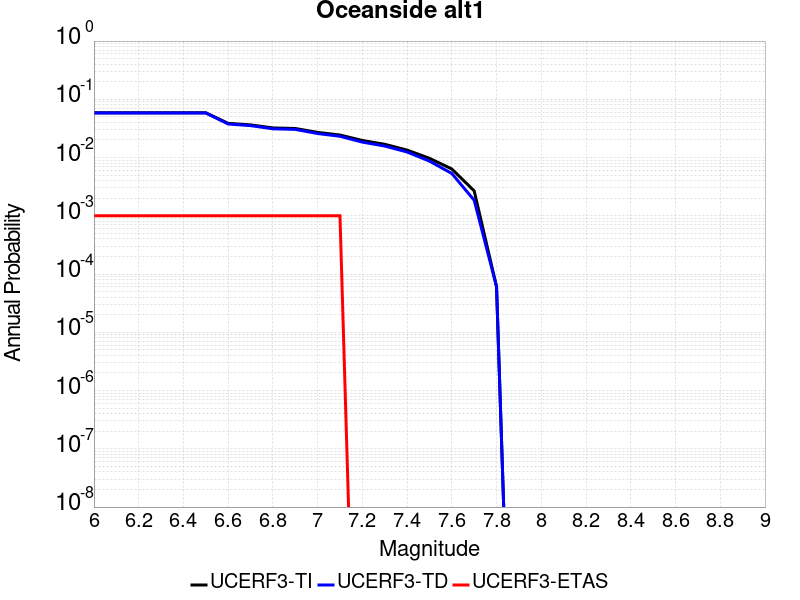 Oceanside alt1
10^0
10^-1
10^-2
10^-3
10^-4
10^-5
10^-6
10^-7
10^-8
Annual Probability
6 6.2 6.4 6.6 6.8 7 7.2 7.4 7.6 7.8 8 8.2 8.4 8.6 8.8 9
Magnitude
UCERF3-TI UCERF3-TD UCERF3-ETAS